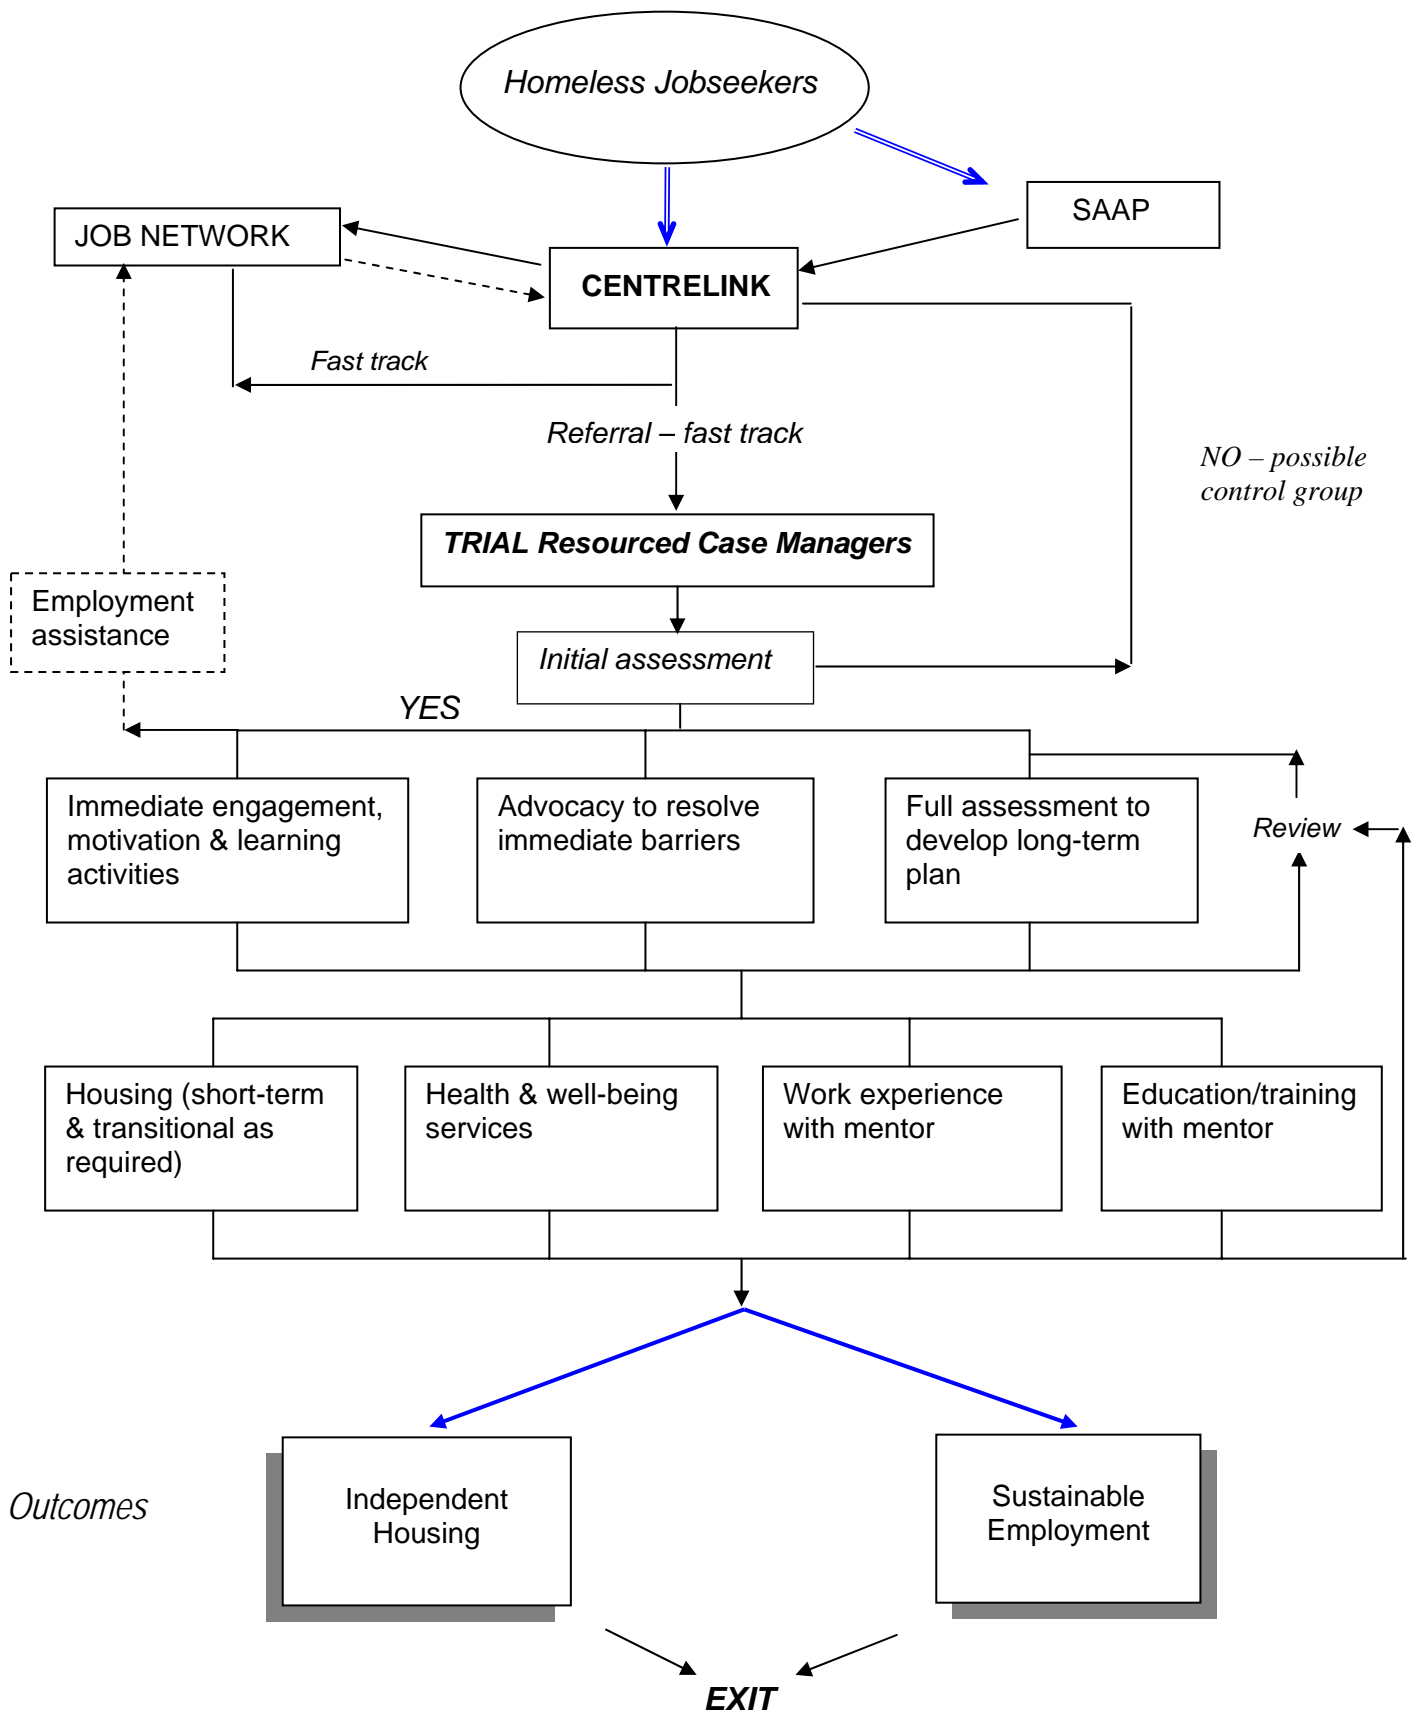 Homeless Jobseekers
SAAP
JOB NETWORK
CENTRELINK
Fast track
Referral – fast track
NO – possible
control group
TRIAL Resourced Case Managers
Employment
assistance
Initial assessment
YES
Immediate engagement,
motivation & learning
activities
Advocacy to resolve
immediate barriers
Full assessment to
develop long-term
plan
Review
Housing (short-term
& transitional as
required)
Health & well-being
services
Work experience
with mentor
Education/training
with mentor
Outcomes
Independent
Housing
Sustainable
Employment
EXIT